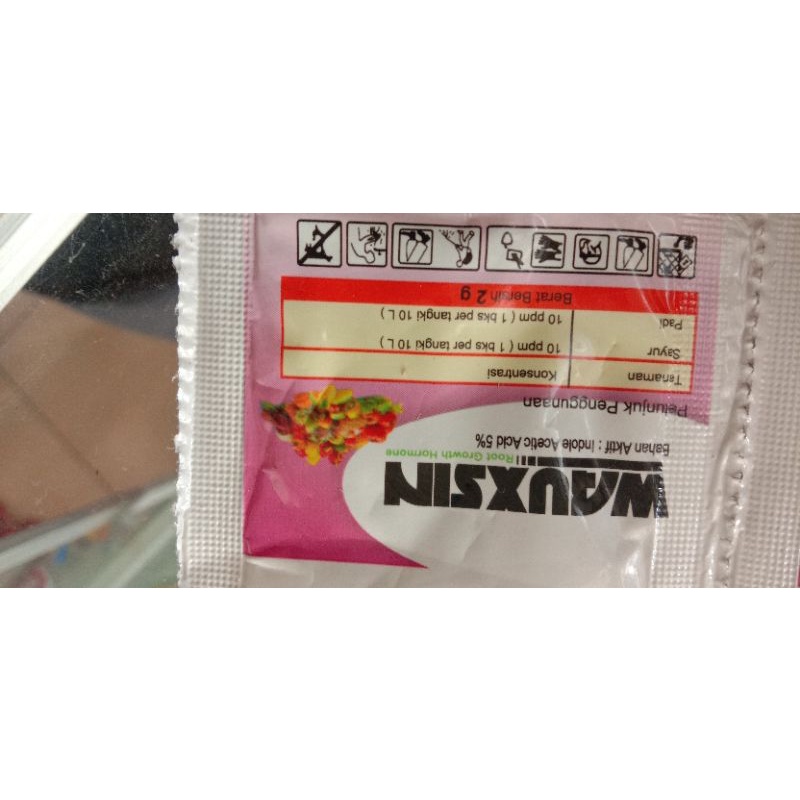 WAUXSIN
Root Growth Hormone
Bahan Aktif : Indole Acetic Acid 5%
Petunjuk Penggunaan
Tanaman Konsentrasi
Sayur 10 ppm ( 1 bks per tangki 10 L )
Padi 10 ppm ( 1 bks per tangki 10 L )
Berat Bersih 2 g